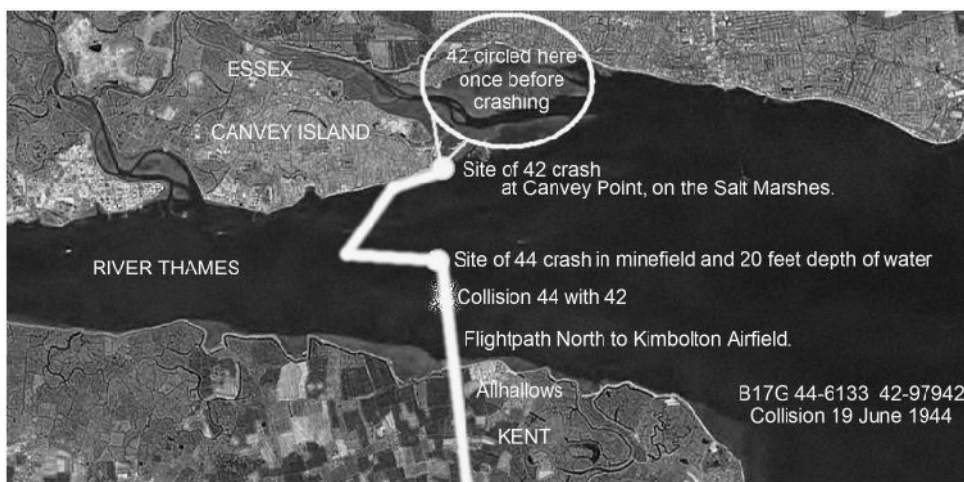 42 circled here
once before
crashing
ESSEX
CANVEY ISLAND
Site of 42 crash
at Canvey Point, on the Salt Marshes.
RIVER THAMES
Site of 44 crash in minefield and 20 feet depth of water
Collision 44 with 42
Flightpath North to Kimbolton Airfield.
Allhallows
KENT
B17G 44-6133 42-97942
Collision 19 June 1944